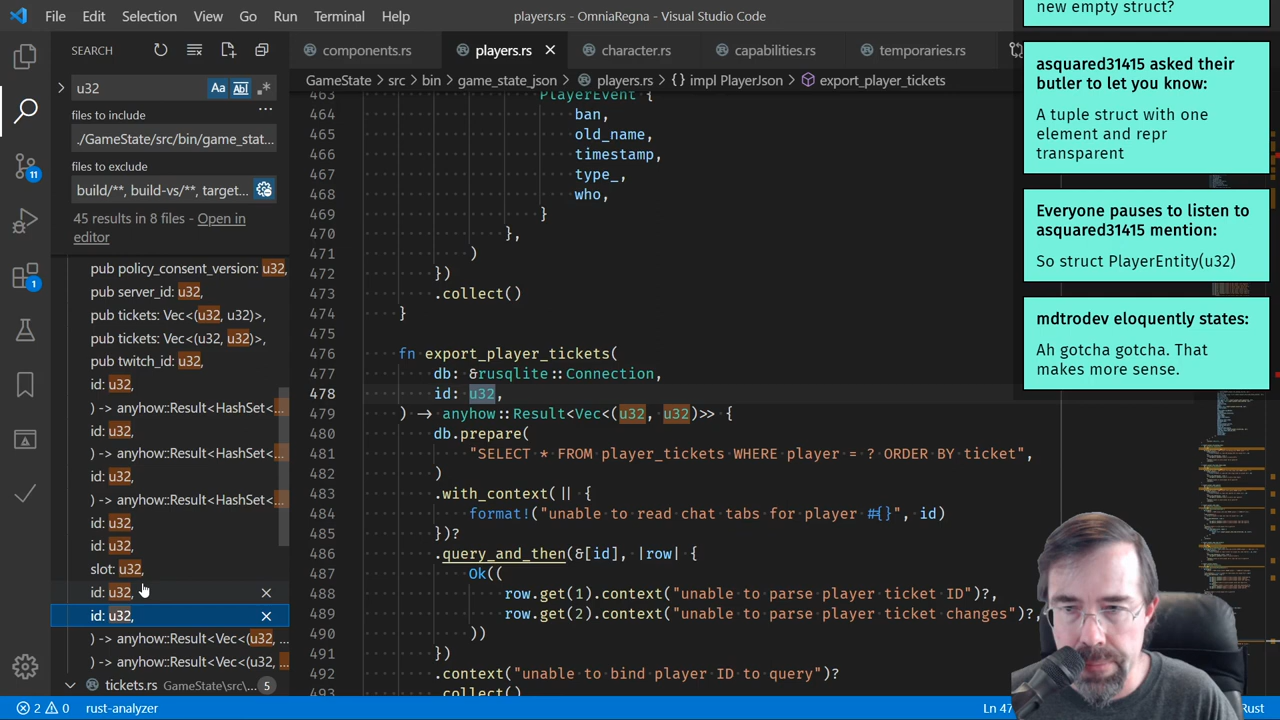 File Edit Selection View Go Run Terminal Help
players.rs - OmniaRegna - Visual Studio Code
new empty struct?
SEARCH
components.rs
players.rs
character.rs
capabilities.rs
temporaries.rs
u32
Aa
Abl
files to include
./GameState/src/bin/game_stat...
files to exclude
build/**, build-vs/**, target...
45 results in 8 files - Open in
editor
11
1
pub policy_consent_version: u32,
pub server_id: u32,
pub tickets: Vec<(u32, u32)>,
pub tickets: Vec<(u32, u32)>,
pub twitch_id: u32,
id: u32,
) -> anyhow::Result<HashSet<...
id: u32,
) -> anyhow::Result<HashSet<...
id: u32,
) -> anyhow::Result<HashSet<...
id: u32,
id: u32,
slot: u32,
id: u32,
id: u32,
) -> anyhow::Result<Vec<(u32, ...
) -> anyhow::Result<Vec<(u32, ...
tickets.rs GameState\src\...
5
GameState > src > bin > game_state_json > players.rs > {} impl PlayerJson > export_player_tickets
463 PlayerEvent {
464 ban,
465 old_name,
466 timestamp,
467 type_,
468 who,
469 }
470 },
471 )
472 })
473 .collect()
474 }
475
476 fn export_player_tickets(
477 db: &rusqlite::Connection,
478 id: u32,
479 ) -> anyhow::Result<Vec<(u32, u32)>> {
480 db.prepare(
481 "SELECT * FROM player_tickets WHERE player = ? ORDER BY ticket",
482 )
483 .with_context(|| {
484 format!("unable to read chat tabs for player #{}", id)
485 })?
486 .query_and_then(&[id], |row| {
487 Ok((
488 row.get(1).context("unable to parse player ticket ID")?,
489 row.get(2).context("unable to parse player ticket changes")?,
490 ))
491 })
492 .context("unable to bind player ID to query")?
493 .collect()
asquared31415 asked their
butler to let you know:
A tuple struct with one
element and repr
transparent
Everyone pauses to listen to
asquared31415 mention:
So struct PlayerEntity(u32)
mdtrodev eloquently states:
Ah gotcha gotcha. That
makes more sense.
2 0 rust-analyzer
Rust